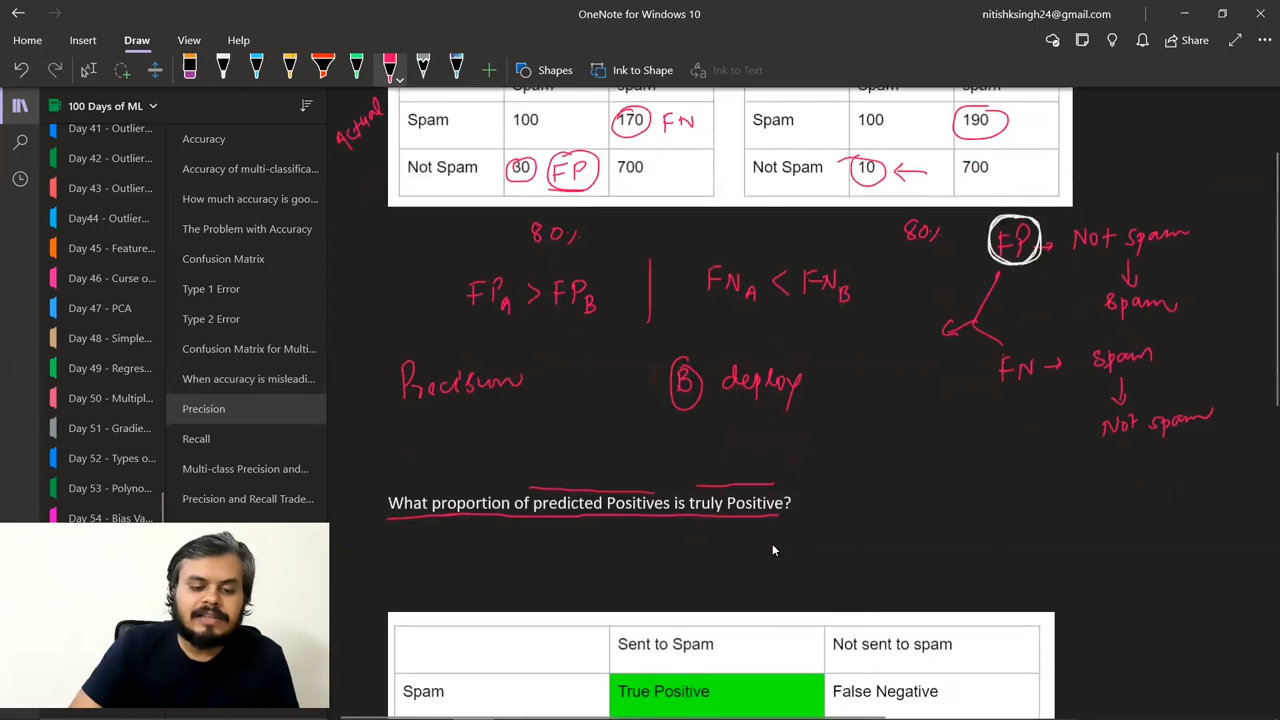 OneNote for Windows 10
nitishksingh24@gmail.com
Home Insert Draw View Help
Share
Shapes Ink to Shape Ink to Text
100 Days of ML
Day 41 - Outlier...
Day 42 - Outlier...
Day 43 - Outlier...
Day44 - Outlier...
Day 45 - Feature...
Day 46 - Curse o...
Day 47 - PCA
Day 48 - Simple...
Day 49 - Regres...
Day 50 - Multipl...
Day 51 - Gradie...
Day 52 - Types o...
Day 53 - Polyno...
Day 54 - Bias Va...
Accuracy
Accuracy of multi-classifica...
How much accuracy is goo...
The Problem with Accuracy
Confusion Matrix
Type 1 Error
Type 2 Error
Confusion Matrix for Multi...
When accuracy is misleadi...
Precision
Recall
Multi-class Precision and...
Precision and Recall Trade...
Actual
Spam Spam
Spam 100 170 FN
Not Spam 30 FP 700
Spam Spam
Spam 100 190
Not Spam 10 700
80%
80%
FP → Not spam
spam
FPA > FPB
FNA < FNB
FN → spam
Not spam
Precision
B deploy
What proportion of predicted Positives is truly Positive?
Sent to Spam Not sent to spam
Spam True Positive False Negative